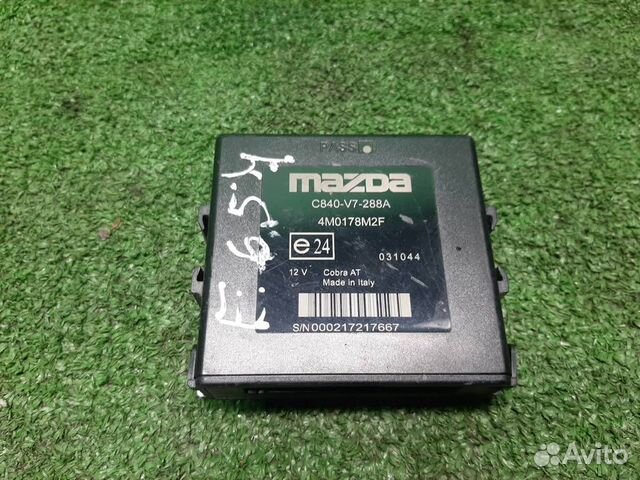 PASS
mazda
C840-V7-288A
4M0178M2F
e24
031044
12 V Cobra AT
Made in Italy
S/N000217217667
Avito